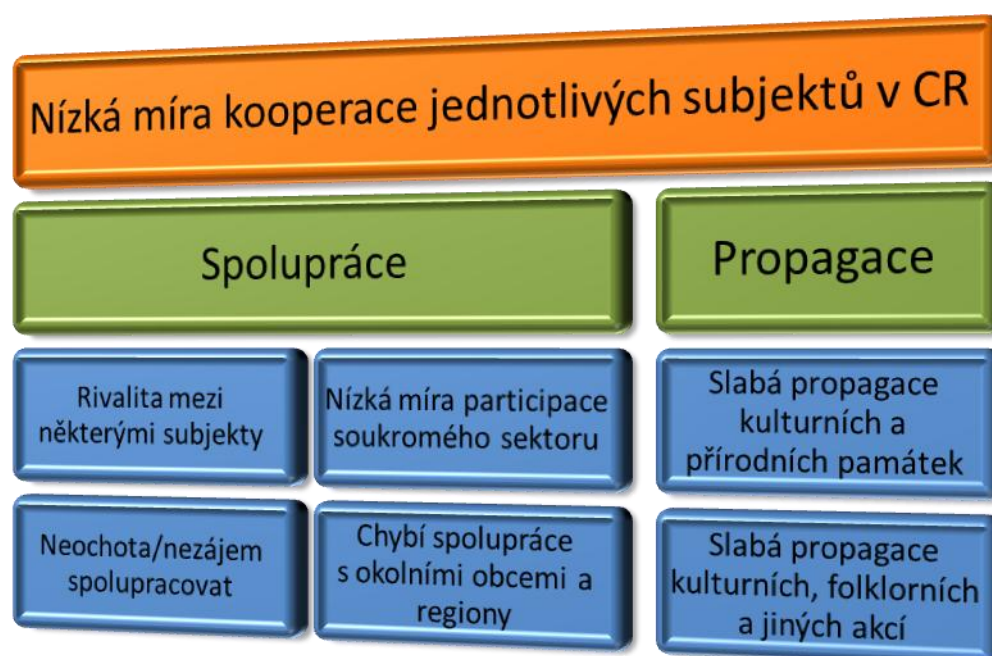 Nízká míra kooperace jednotlivých subjektů v CR
Spolupráce
Propagace
Rivalita mezi
některými subjekty
Nízká míra participace
soukromého sektoru
Slabá propagace
kulturních a
přírodních památek
Neochota/nezájem
spolupracovat
Chybí spolupráce
s okolními obcemi a
regiony
Slabá propagace
kulturních, folklorních
a jiných akcí